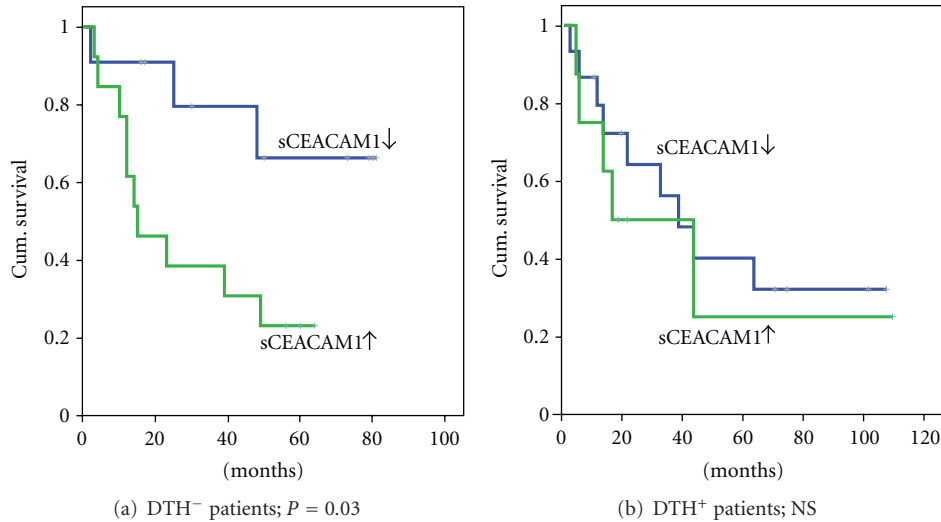 1
0.8
0.6
0.4
0.2
0
Cum. survival
sCEACAM1↓
sCEACAM1↑
0 20 40 60 80 100
(months)
(a) DTH⁻ patients; P = 0.03
1
0.8
0.6
0.4
0.2
0
Cum. survival
sCEACAM1↓
sCEACAM1↑
0 20 40 60 80 100 120
(months)
(b) DTH⁺ patients; NS